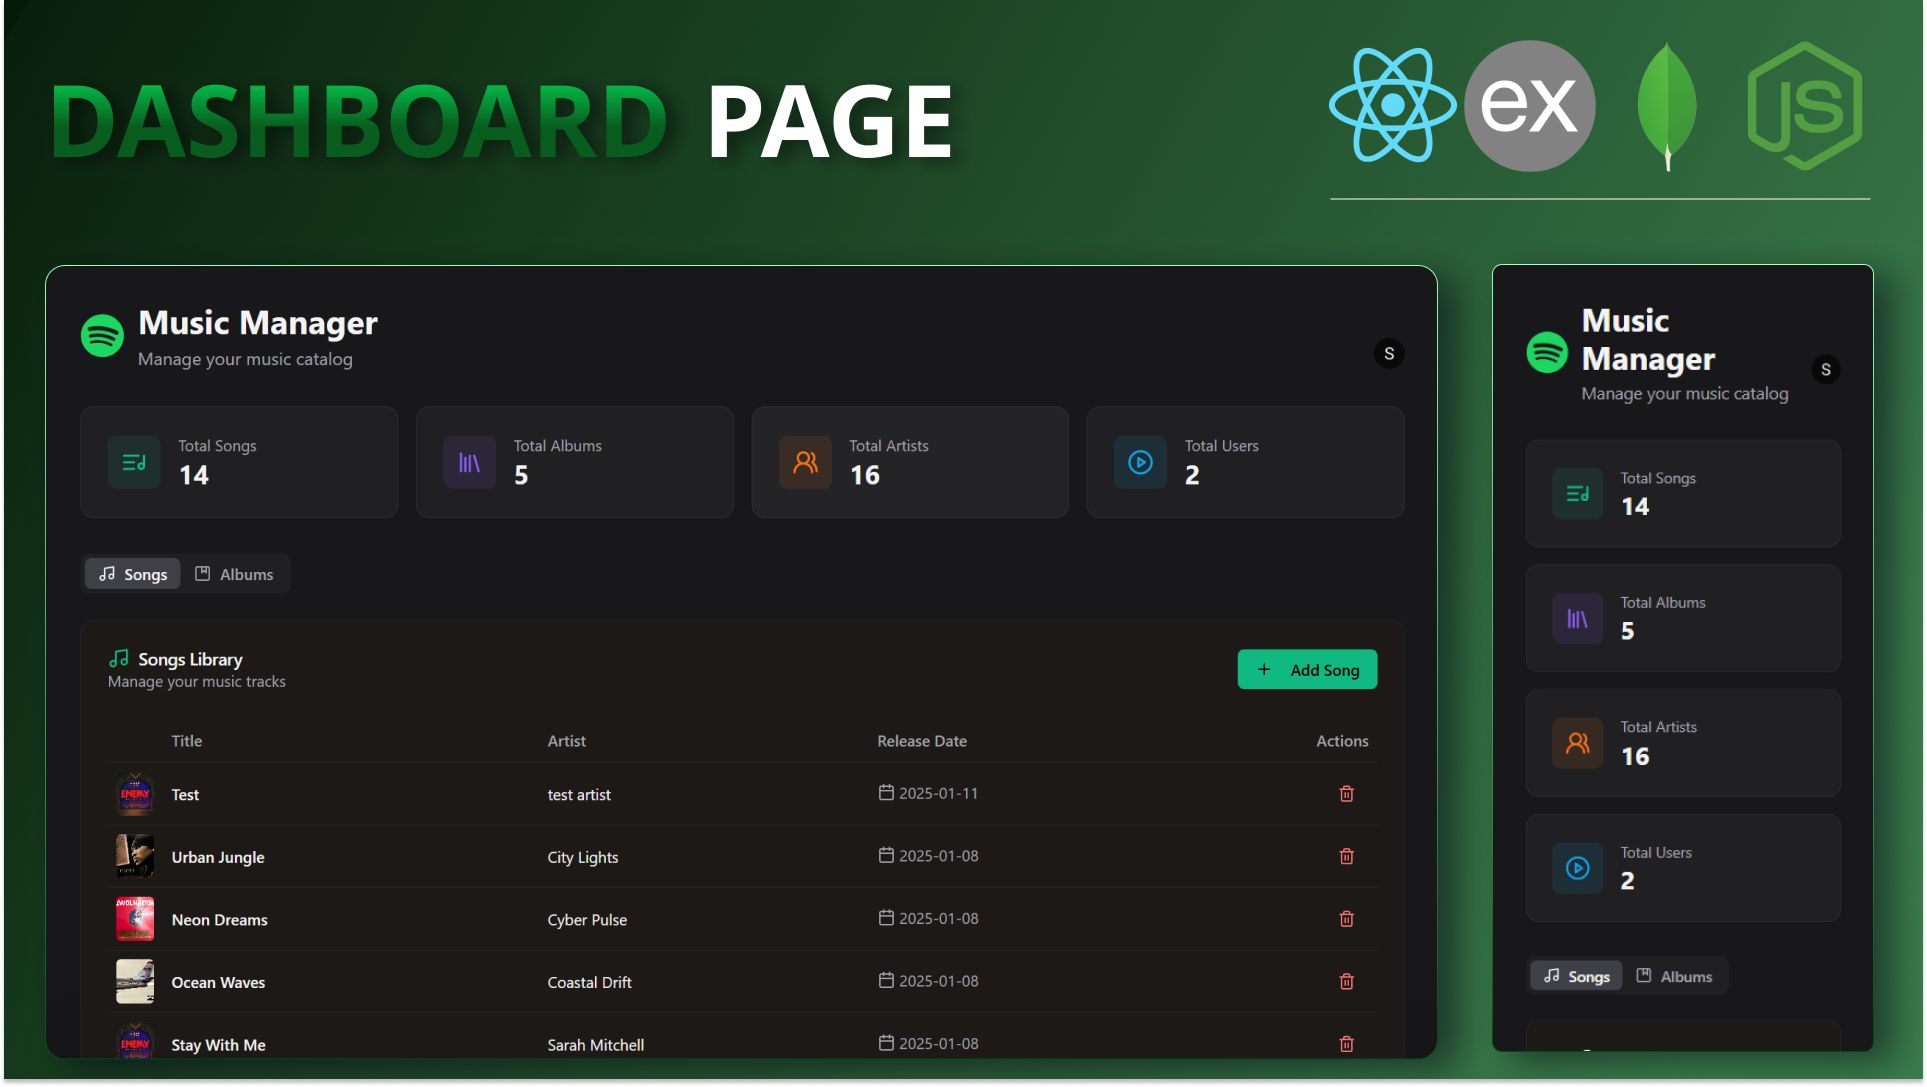 DASHBOARD PAGE
ex
JS
Music Manager
Manage your music catalog
S
Total Songs
14
Total Albums
5
Total Artists
16
Total Users
2
Songs
Albums
Songs Library
Manage your music tracks
+ Add Song
Title Artist Release Date Actions
ENEMY
Test test artist 2025-01-11
Urban Jungle City Lights 2025-01-08
Neon Dreams Cyber Pulse 2025-01-08
Ocean Waves Coastal Drift 2025-01-08
ENEMY
Stay With Me Sarah Mitchell 2025-01-08
Music
Manager
Manage your music catalog
S
Total Songs
14
Total Albums
5
Total Artists
16
Total Users
2
Songs
Albums